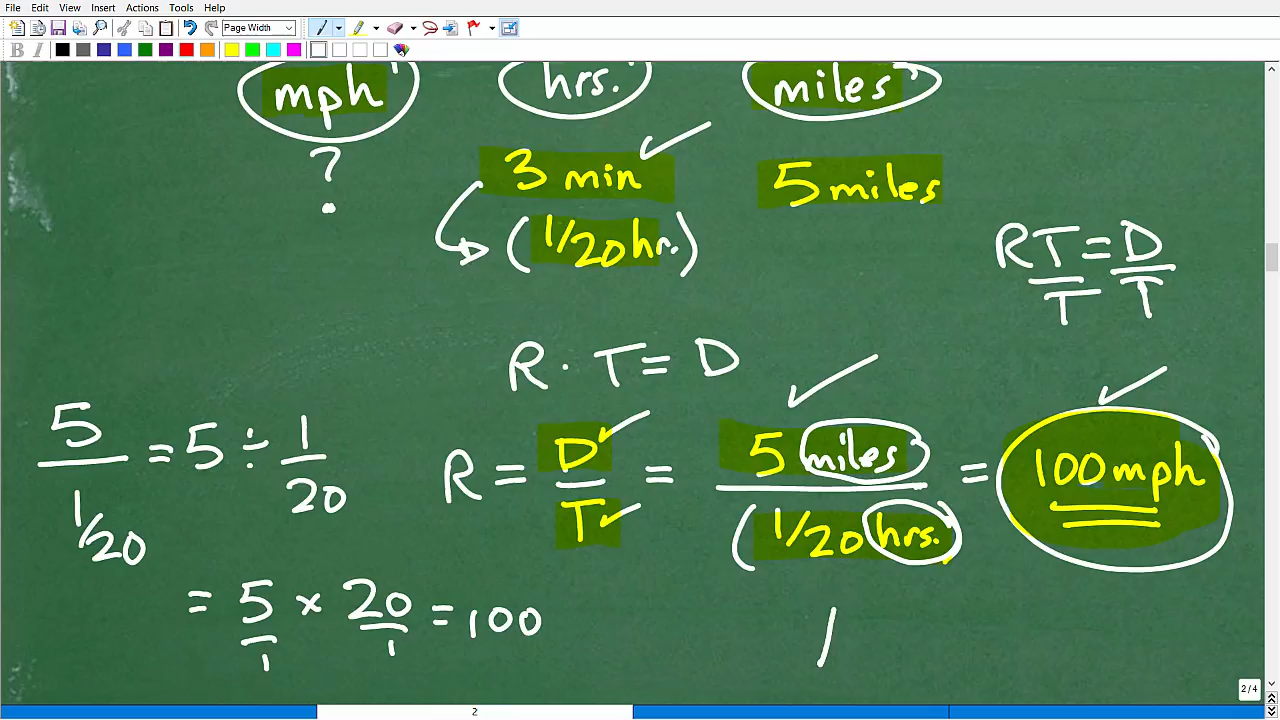 File Edit View Insert Actions Tools Help
Page Width
B I
mph hrs. miles
? 3 min 5 miles
(1/20 hr.)
RT = D
T T
R · T = D
5 = 5 ÷ 1
1/20 20
R = D = 5 miles = 100 mph
T (1/20 hrs.
= 5 × 20 = 100
1 1
2/4
2